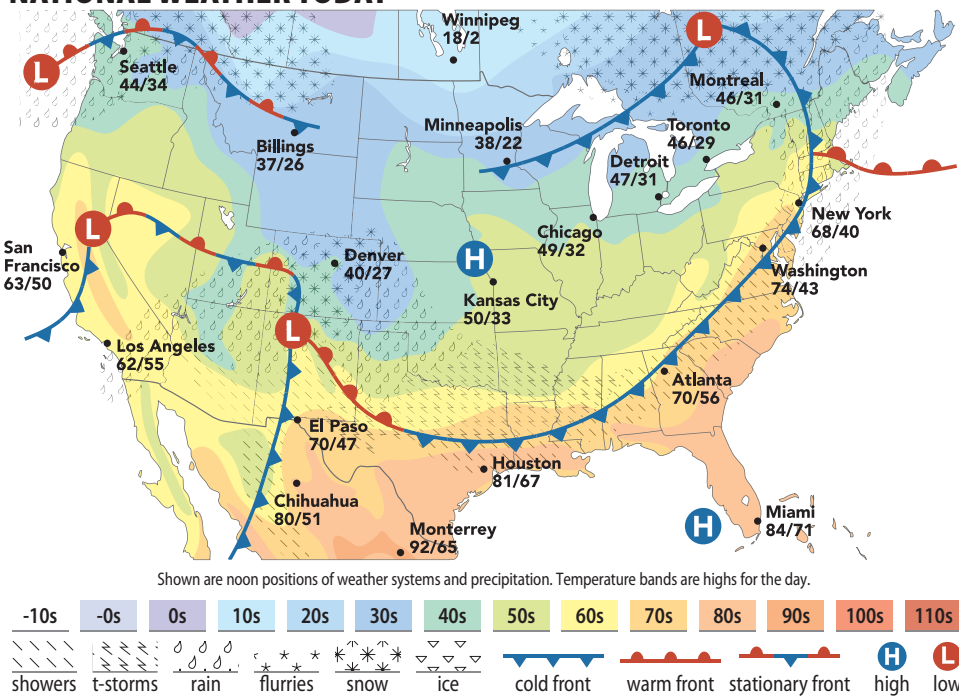 NATIONAL WEATHER TODAY
L
Winnipeg
18/2
L
Seattle
44/34
Montreal
46/31
Minneapolis
38/22
Toronto
46/29
Billings
37/26
Detroit
47/31
L
New York
68/40
San
Francisco
63/50
Chicago
49/32
Denver
40/27
H
Washington
74/43
Kansas City
50/33
L
Los Angeles
62/55
Atlanta
70/56
El Paso
70/47
Houston
81/67
Chihuahua
80/51
H
Miami
84/71
Monterrey
92/65
Shown are noon positions of weather systems and precipitation. Temperature bands are highs for the day.
-10s -0s 0s 10s 20s 30s 40s 50s 60s 70s 80s 90s 100s 110s
H L
showers t-storms rain flurries snow ice cold front warm front stationary front high low